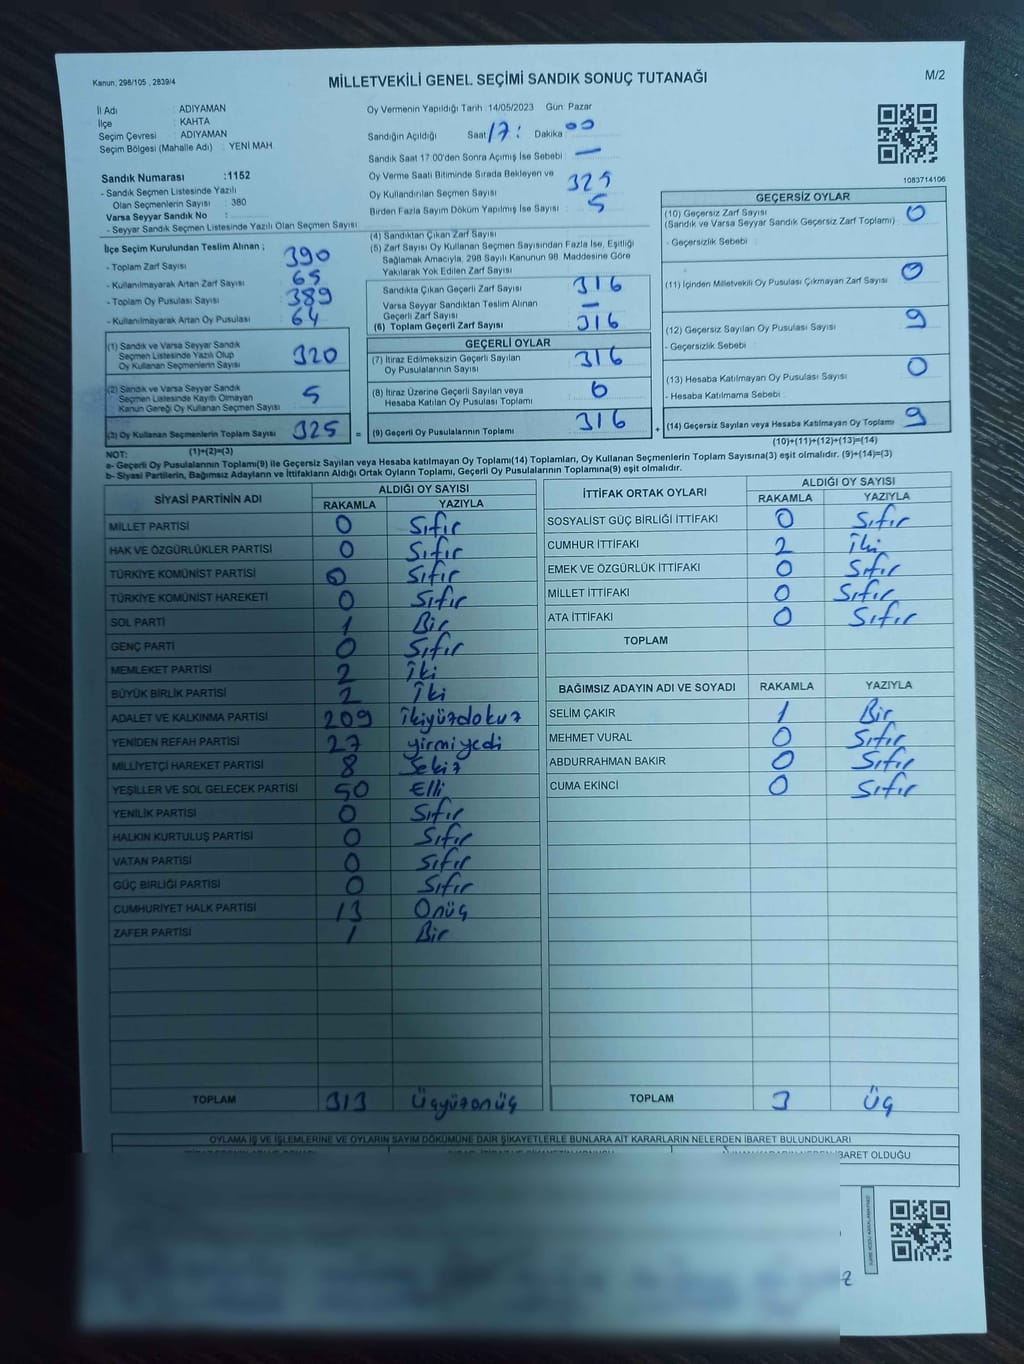 Kanun, 298/105 , 2839/4
MİLLETVEKİLİ GENEL SEÇİMİ SANDIK SONUÇ TUTANAĞI
M/2
İl Adı : ADIYAMAN
İlçe : KAHTA
Seçim Çevresi : ADIYAMAN
Seçim Bölgesi (Mahalle Adı) : YENİ MAH.
Oy Vermenin Yapıldığı Tarih :14/05/2023 Gün Pazar
Sandığın Açıldığı Saat 17: Dakika 00
Sandık Saat 17:00'den Sonra Açımış İse Sebebi : —
Oy Verme Saati Bitiminde Sırada Bekleyen ve
Oy Kullandırılan Seçmen Sayısı 325
Birden Fazla Sayım Döküm Yapılmış İse Sayısı : 5
1083714106
Sandık Numarası :1152
- Sandık Seçmen Listesinde Yazılı
Olan Seçmenlerin Sayısı : 380
Varsa Seyyar Sandık No :
- Seyyar Sandık Seçmen Listesinde Yazılı Olan Seçmen Sayısı:
İlçe Seçim Kurulundan Teslim Alınan ;
- Toplam Zarf Sayısı 390
- Kullanılmayarak Artan Zarf Sayısı 65
- Toplam Oy Pusulası Sayısı 389
- Kullanılmayarak Artan Oy Pusulası 64
(1) Sandık ve Varsa Seyyar Sandık
Seçmen Listesinde Yazılı Olup
Oy Kullanan Seçmenlerin Sayısı 320
(2) Sandık ve Varsa Seyyar Sandık
Seçmen Listesinde Kayıtlı Olmayan
Kanun Gereği Oy Kullanan Seçmen Sayısı 5
(3) Oy Kullanan Seçmenlerin Toplam Sayısı 325
(1)+(2)=(3)
(4) Sandıktan Çıkan Zarf Sayısı
(5) Zarf Sayısı Oy Kullanan Seçmen Sayısından Fazla İse, Eşitliği
Sağlamak Amacıyla, 298 Sayılı Kanunun 98. Maddesine Göre
Yakılarak Yok Edilen Zarf Sayısı
Sandıkta Çıkan Geçerli Zarf Sayısı 316
Varsa Seyyar Sandıktan Teslim Alınan
Geçerli Zarf Sayısı —
(6) Toplam Geçerli Zarf Sayısı 316
GEÇERLİ OYLAR
(7) İtiraz Edilmeksizin Geçerli Sayılan
Oy Pusulalarının Sayısı 316
(8) İtiraz Üzerine Geçerli Sayılan veya
Hesaba Katılan Oy Pusulası Toplamı 0
= (9) Geçerli Oy Pusulalarının Toplamı 316
GEÇERSİZ OYLAR
(10) Geçersiz Zarf Sayısı
(Sandık ve Varsa Seyyar Sandık Geçersiz Zarf Toplamı) : 0
- Geçersizlik Sebebi :
(11) İçinden Milletvekili Oy Pusulası Çıkmayan Zarf Sayısı : 0
(12) Geçersiz Sayılan Oy Pusulası Sayısı : 9
- Geçersizlik Sebebi :
(13) Hesaba Katılmayan Oy Pusulası Sayısı : 0
- Hesaba Katılmama Sebebi :
+ (14) Geçersiz Sayılan veya Hesaba Katılmayan Oy Toplamı : 9
(10)+(11)+(12)+(13)=(14)
NOT:
a- Geçerli Oy Pusulalarının Toplamı(9) ile Geçersiz Sayılan veya Hesaba katılmayan Oy Toplamı(14) Toplamları, Oy Kullanan Seçmenlerin Toplam Sayısına(3) eşit olmalıdır. (9)+(14)=(3)
b- Siyasi Partilerin, Bağımsız Adayların ve İttifakların Aldığı Ortak Oyların Toplamı, Geçerli Oy Pusulalarının Toplamına(9) eşit olmalıdır.
SİYASİ PARTİNİN ADI
ALDIĞI OY SAYISI
RAKAMLA YAZIYLA
MİLLET PARTİSİ 0 Sıfır
HAK VE ÖZGÜRLÜKLER PARTİSİ 0 Sıfır
TÜRKİYE KOMÜNİST PARTİSİ 0 Sıfır
TÜRKİYE KOMÜNİST HAREKETİ 0 Sıfır
SOL PARTİ 1 Bir
GENÇ PARTİ 0 Sıfır
MEMLEKET PARTİSİ 2 İki
BÜYÜK BİRLİK PARTİSİ 2 İki
ADALET VE KALKINMA PARTİSİ 209 İkiyüzdokuz
YENİDEN REFAH PARTİSİ 27 yirmiyedi
MİLLİYETÇİ HAREKET PARTİSİ 8 Sekiz
YEŞİLLER VE SOL GELECEK PARTİSİ 50 Elli
YENİLİK PARTİSİ 0 Sıfır
HALKIN KURTULUŞ PARTİSİ 0 Sıfır
VATAN PARTİSİ 0 Sıfır
GÜÇ BİRLİĞİ PARTİSİ 0 Sıfır
CUMHURİYET HALK PARTİSİ 13 Onüç
ZAFER PARTİSİ 1 Bir
TOPLAM 313 Üçyüzonüç
İTTİFAK ORTAK OYLARI
ALDIĞI OY SAYISI
RAKAMLA YAZIYLA
SOSYALİST GÜÇ BİRLİĞİ İTTİFAKI 0 Sıfır
CUMHUR İTTİFAKI 2 İki
EMEK VE ÖZGÜRLÜK İTTİFAKI 0 Sıfır
MİLLET İTTİFAKI 0 Sıfır
ATA İTTİFAKI 0 Sıfır
TOPLAM
BAĞIMSIZ ADAYIN ADI VE SOYADI RAKAMLA YAZIYLA
SELİM ÇAKIR 1 Bir
MEHMET VURAL 0 Sıfır
ABDURRAHMAN BAKIR 0 Sıfır
CUMA EKİNCİ 0 Sıfır
TOPLAM 3 Üç
OYLAMA İŞ VE İŞLEMLERİNE VE OYLARIN SAYIM DÖKÜMÜNE DAİR ŞİKAYETLERLE BUNLARA AİT KARARLARIN NELERDEN İBARET BULUNDUKLARI
İBARET OLDUĞU